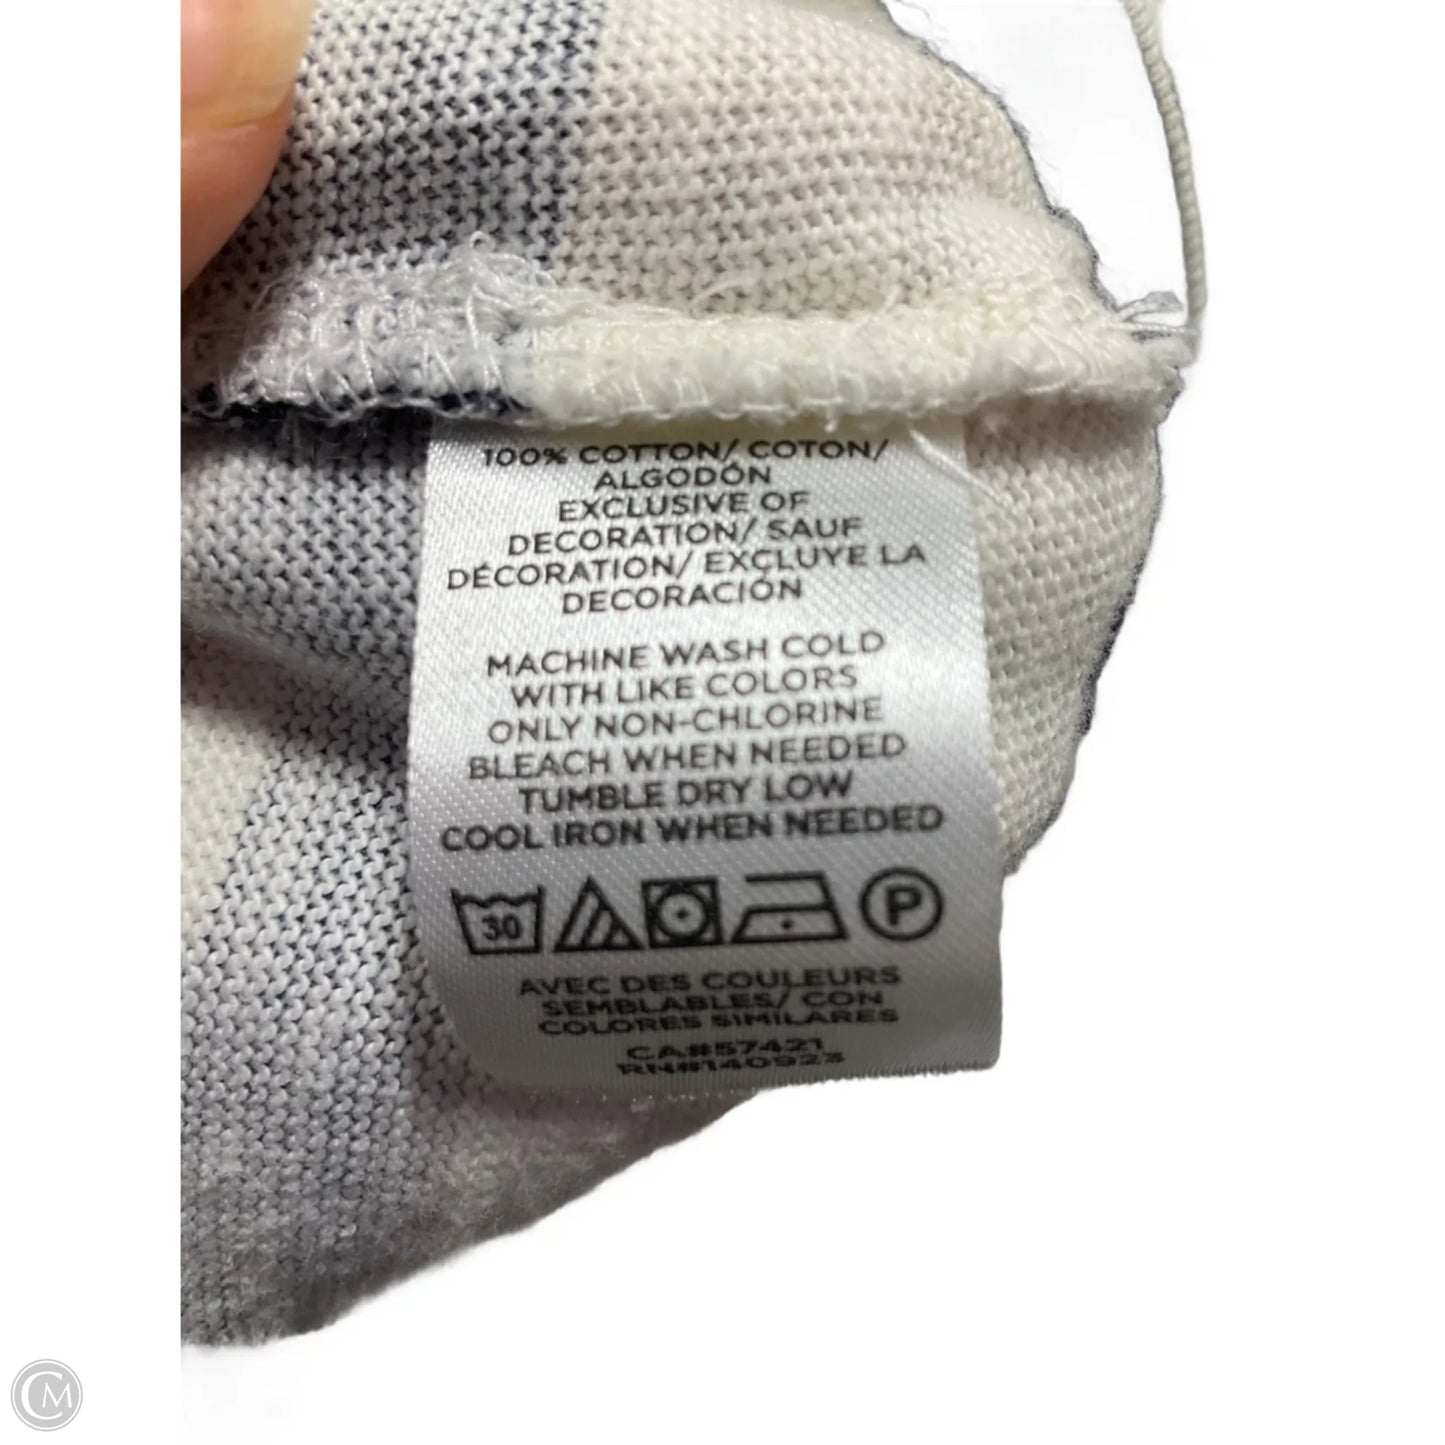 100% COTTON/ COTON/
ALGODÓN
EXCLUSIVE OF
DECORATION/ SAUF
DÉCORATION/ EXCLUYE LA
DECORACIÓN
MACHINE WASH COLD
WITH LIKE COLORS
ONLY NON-CHLORINE
BLEACH WHEN NEEDED
TUMBLE DRY LOW
COOL IRON WHEN NEEDED
30 P
AVEC DES COULEURS
SEMBLABLES/ CON
COLORES SIMILARES
CA#57421
RN#140923
CM